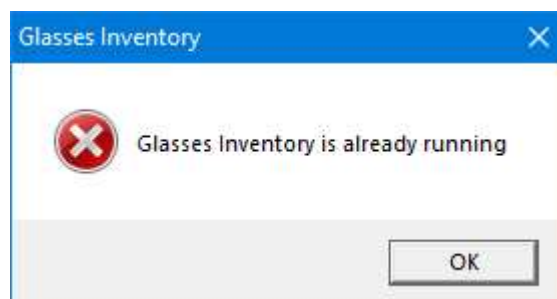 Glasses Inventory
Glasses Inventory is already running
OK